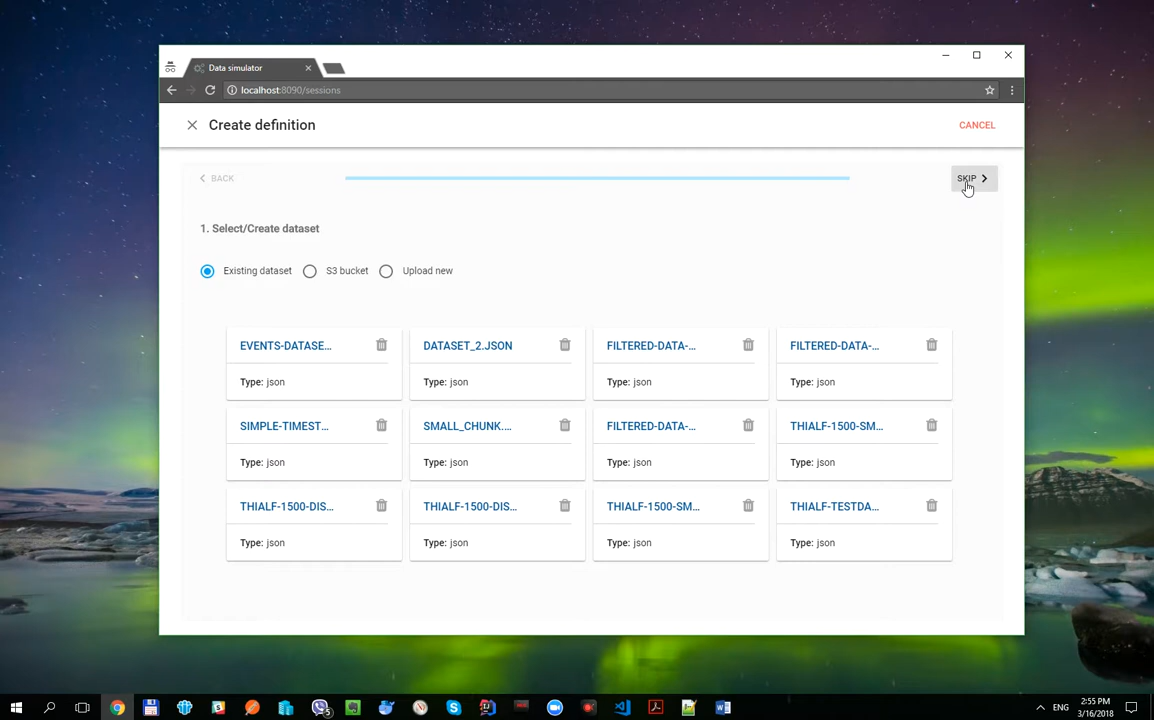 Data simulator
localhost:8090/sessions
Create definition
CANCEL
BACK
SKIP
1. Select/Create dataset
Existing dataset
S3 bucket
Upload new
EVENTS-DATASE...
DATASET_2.JSON
FILTERED-DATA-...
FILTERED-DATA-...
Type: json
Type: json
Type: json
Type: json
SIMPLE-TIMEST...
SMALL_CHUNK....
FILTERED-DATA-...
THIALF-1500-SM...
Type: json
Type: json
Type: json
Type: json
THIALF-1500-DIS...
THIALF-1500-DIS...
THIALF-1500-SM...
THIALF-TESTDA...
Type: json
Type: json
Type: json
Type: json
5
ENG
2:55 PM
3/16/2018